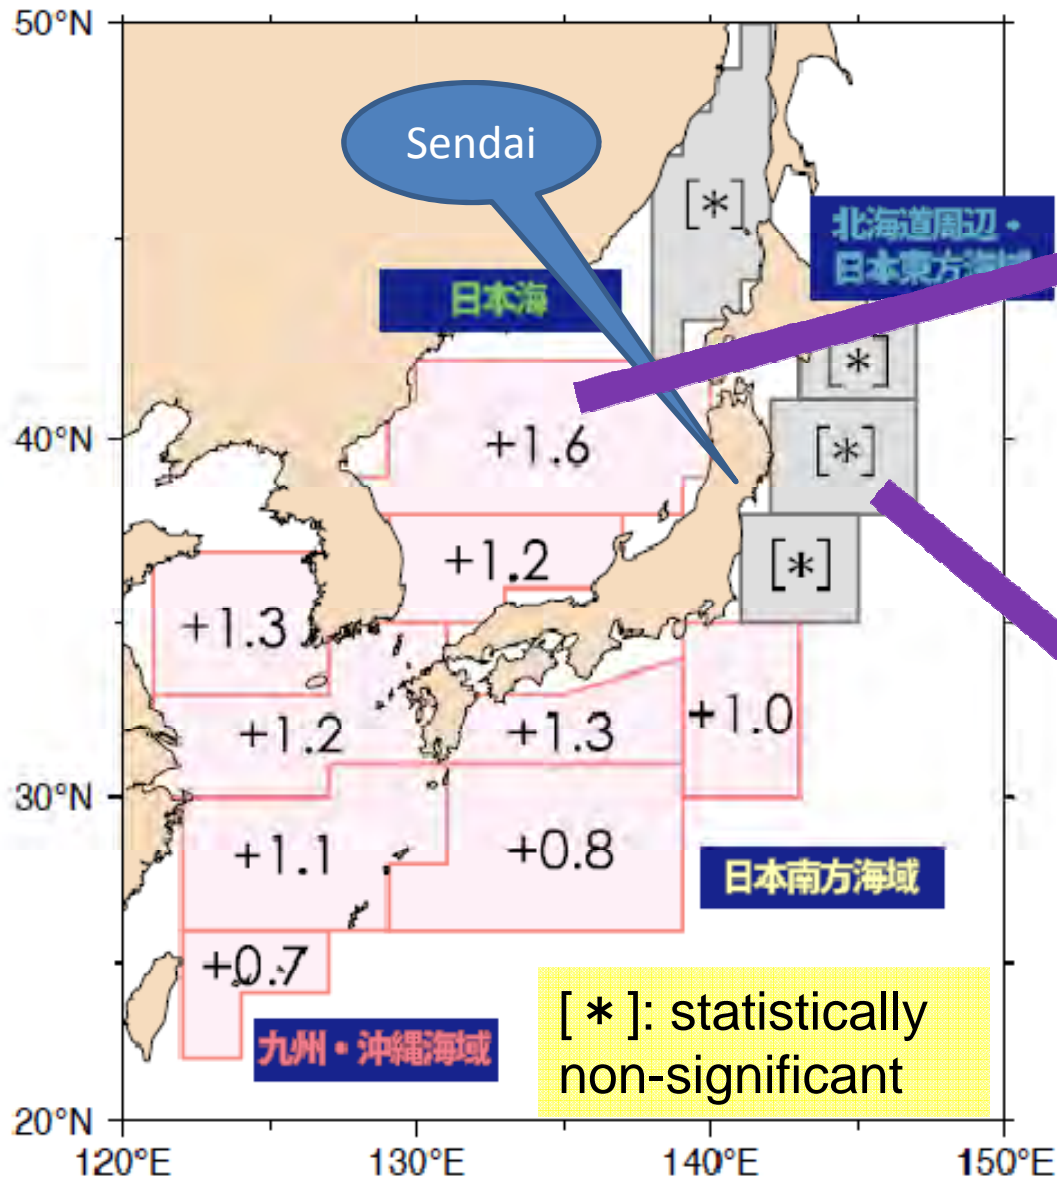 50°N
Sendai
[*]
北海道周辺・
日本東方海域
日本海
[*]
40°N
+1.6
[*]
+1.2
[*]
+1.3
+1.2
+1.3
+1.0
30°N
+1.1
+0.8
日本南方海域
+0.7
[*]: statistically
non-significant
九州・沖縄海域
20°N
120°E
130°E
140°E
150°E